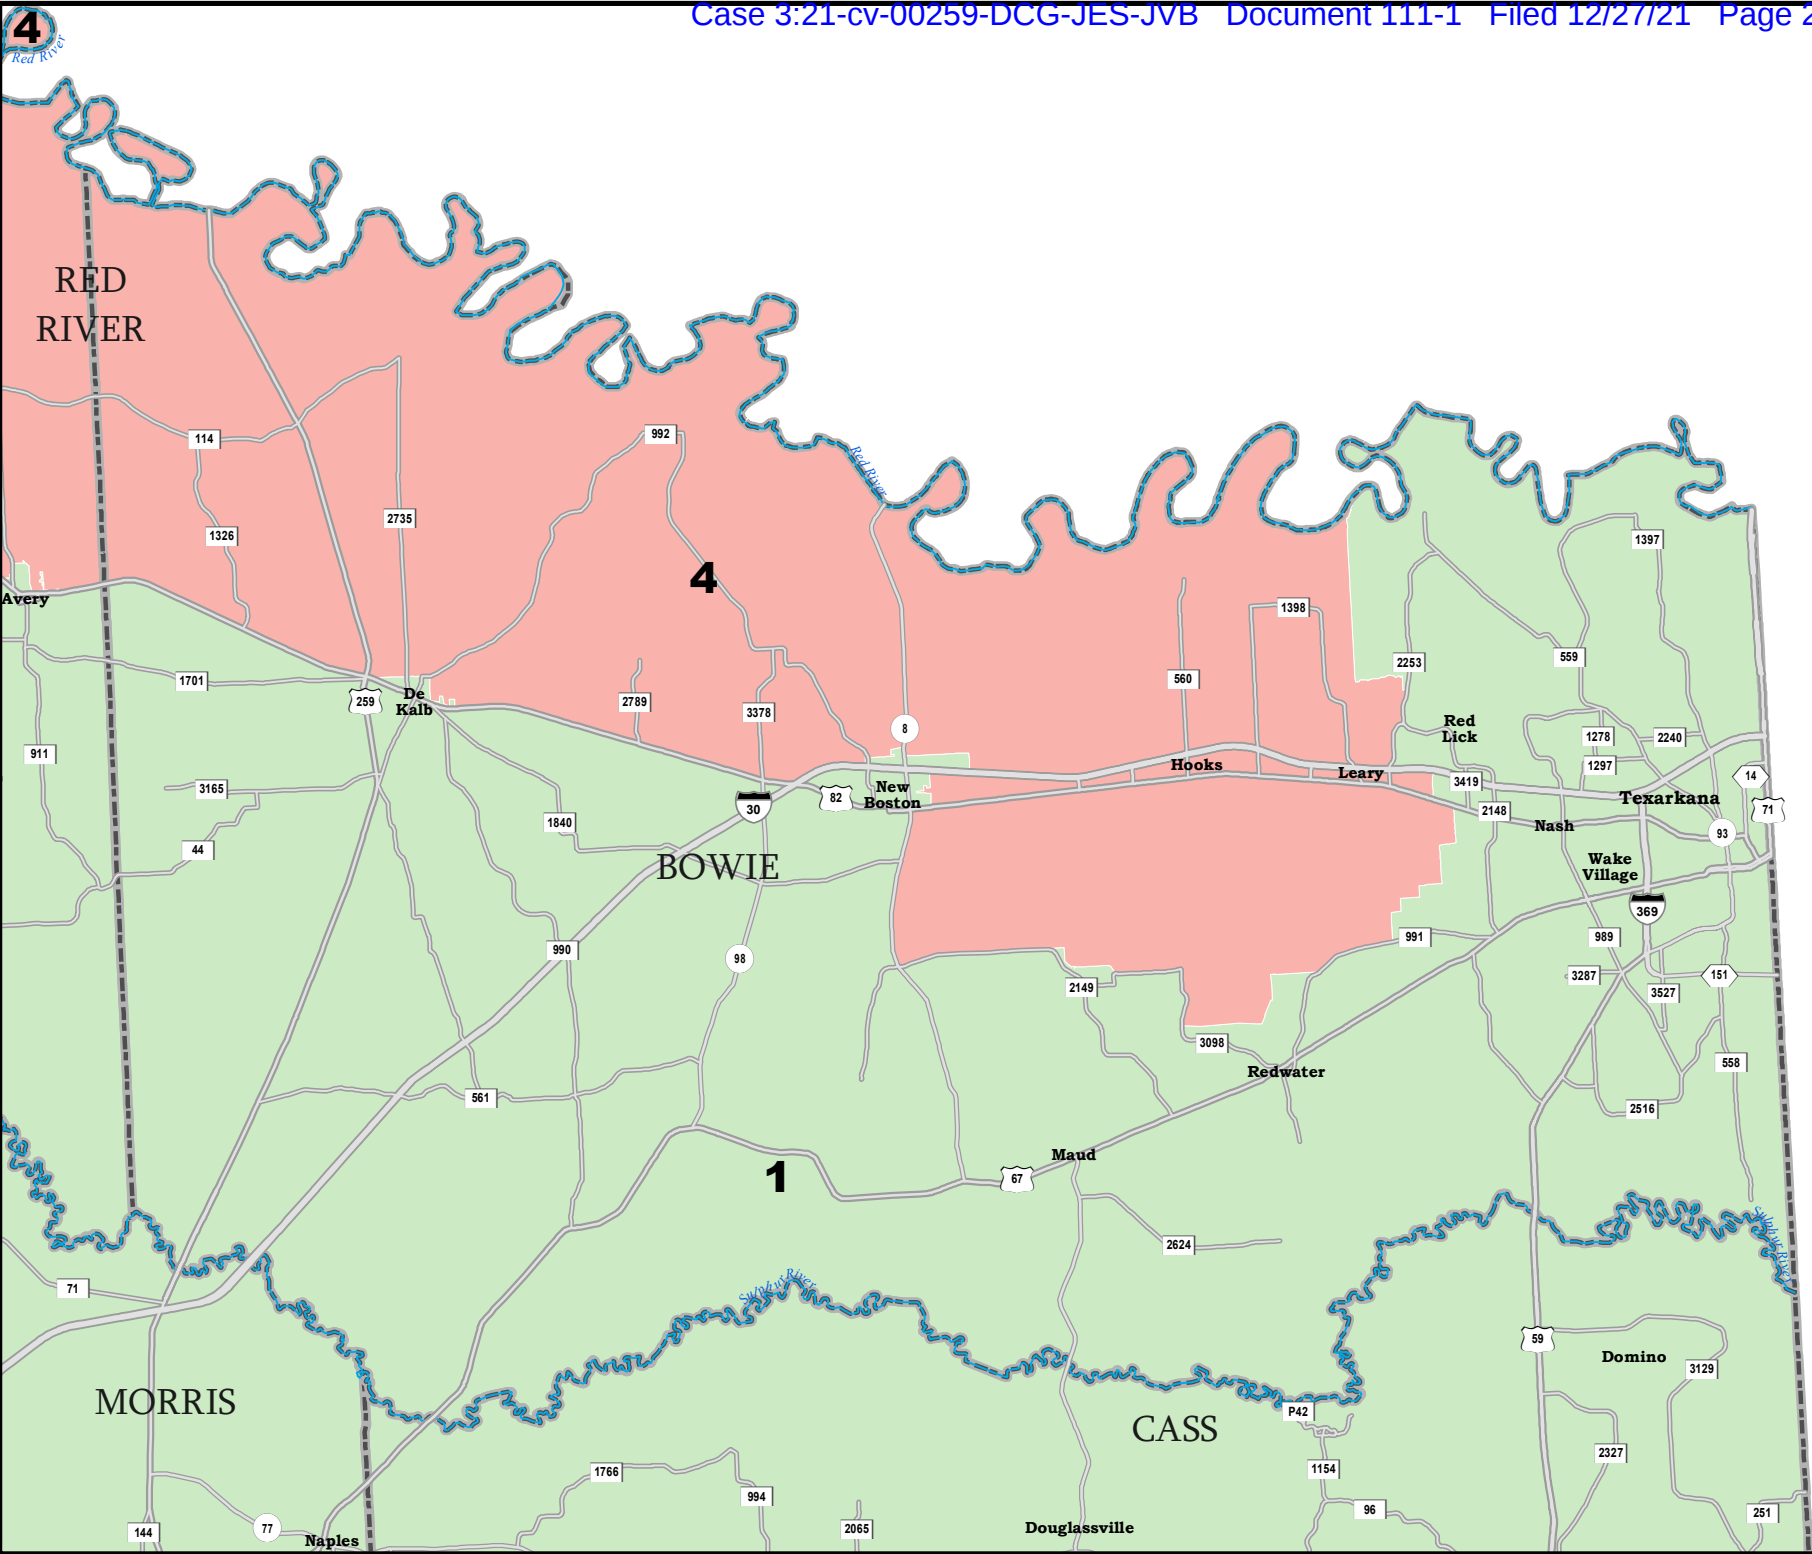 Case 3:21-cv-00259-DCG-JES-JVB Document 111-1 Filed 12/27/21 Page 2
4
Red River
RED
RIVER
114
992
Red River
2735
1326
1397
4
Avery
1398
559
2253
560
1701
259
De
Kalb
2789
3378
8
Red
Lick
1278
2240
911
1297
Hooks
Leary
14
3419
3165
New
Boston
82
30
Texarkana
71
2148
1840
Nash
93
44
BOWIE
Wake
Village
369
991
989
990
98
3287
151
2149
3527
3098
558
Redwater
561
2516
Maud
1
67
Sulphur River
2624
71
Sulphur River
59
Domino
3129
MORRIS
P42
CASS
2327
1766
1154
994
96
251
77
2065
Douglassville
144
Naples